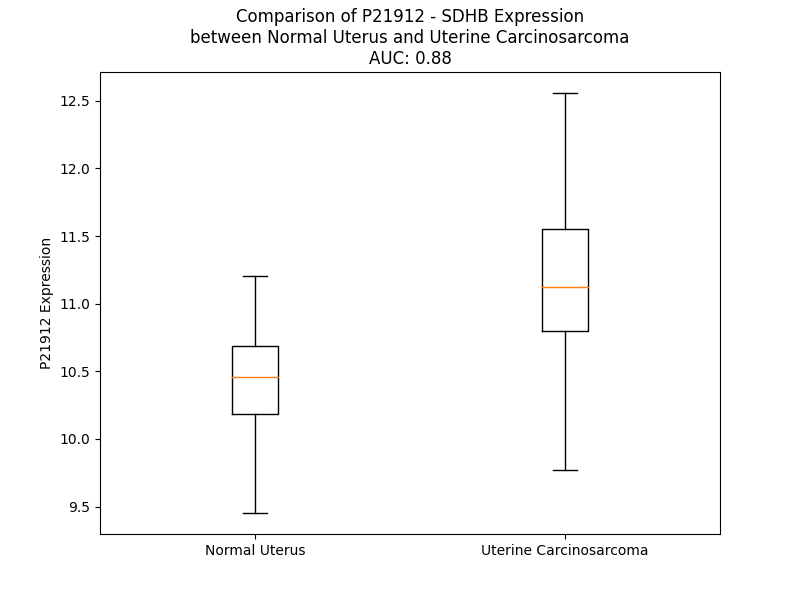 Comparison of P21912 - SDHB Expression
between Normal Uterus and Uterine Carcinosarcoma
AUC: 0.88
12.5
12.0
11.5
11.0
10.5
10.0
9.5
P21912 Expression
Normal Uterus
Uterine Carcinosarcoma